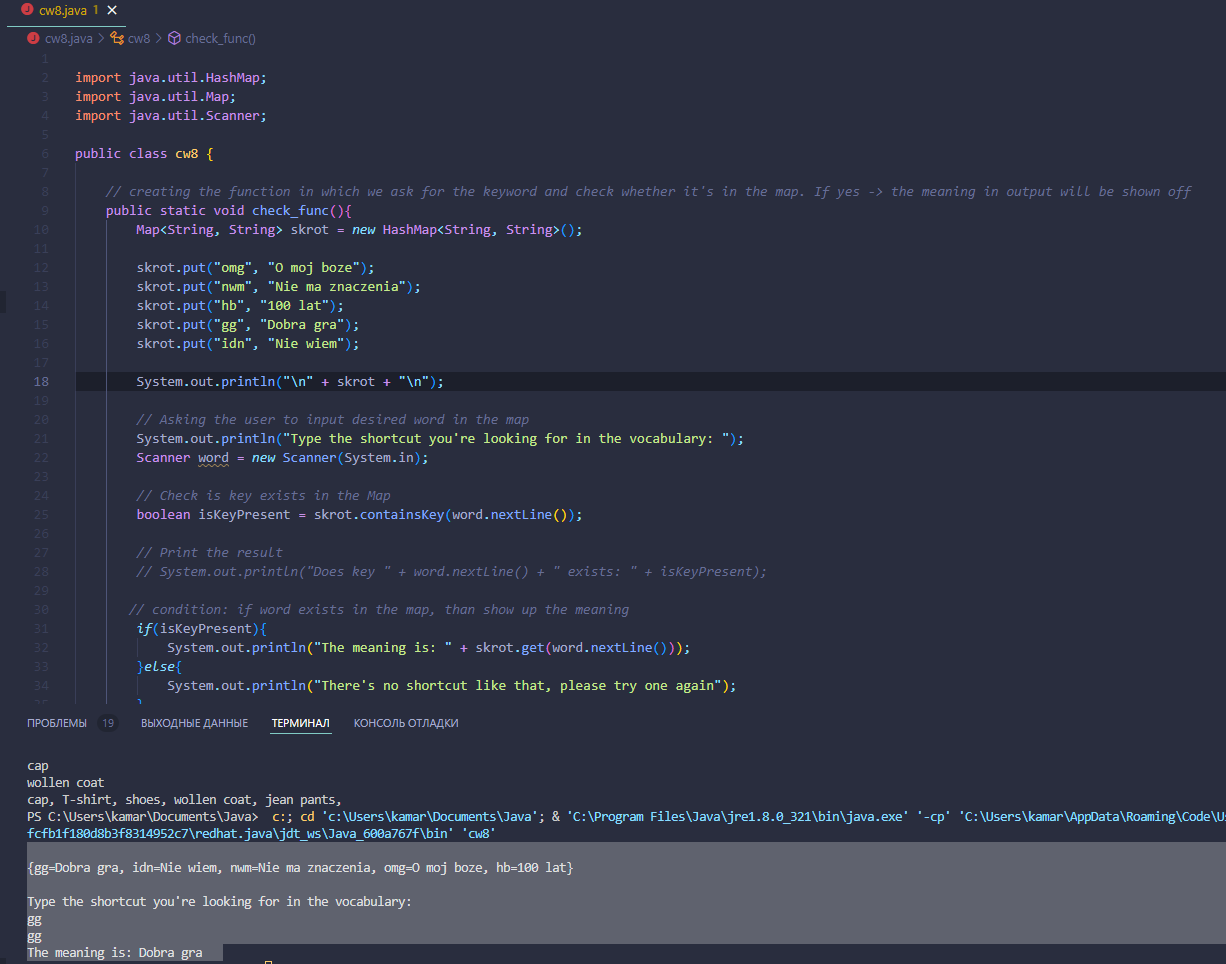 cw8.java 1 ×
cw8.java > cw8 > check_func()
1
2 import java.util.HashMap;
3 import java.util.Map;
4 import java.util.Scanner;
5
6 public class cw8 {
7
8 // creating the function in which we ask for the keyword and check whether it's in the map. If yes -> the meaning in output will be shown off
9 public static void check_func(){
10 Map<String, String> skrot = new HashMap<String, String>();
11
12 skrot.put("omg", "O moj boze");
13 skrot.put("nwm", "Nie ma znaczenia");
14 skrot.put("hb", "100 lat");
15 skrot.put("gg", "Dobra gra");
16 skrot.put("idn", "Nie wiem");
17
18 System.out.println("\n" + skrot + "\n");
19
20 // Asking the user to input desired word in the map
21 System.out.println("Type the shortcut you're looking for in the vocabulary: ");
22 Scanner word = new Scanner(System.in);
23
24 // Check is key exists in the Map
25 boolean isKeyPresent = skrot.containsKey(word.nextLine());
26
27 // Print the result
28 // System.out.println("Does key " + word.nextLine() + " exists: " + isKeyPresent);
29
30 // condition: if word exists in the map, than show up the meaning
31 if(isKeyPresent){
32 System.out.println("The meaning is: " + skrot.get(word.nextLine()));
33 }else{
34 System.out.println("There's no shortcut like that, please try one again");
ПРОБЛЕМЫ 19 ВЫХОДНЫЕ ДАННЫЕ ТЕРМИНАЛ КОНСОЛЬ ОТЛАДКИ
cap
wollen coat
cap, T-shirt, shoes, wollen coat, jean pants,
PS C:\Users\kamar\Documents\Java> c:; cd 'c:\Users\kamar\Documents\Java'; & 'C:\Program Files\Java\jre1.8.0_321\bin\java.exe' '-cp' 'C:\Users\kamar\AppData\Roaming\Code\Us
fcfb1f180d8b3f8314952c7\redhat.java\jdt_ws\Java_600a767f\bin' 'cw8'
{gg=Dobra gra, idn=Nie wiem, nwm=Nie ma znaczenia, omg=O moj boze, hb=100 lat}
Type the shortcut you're looking for in the vocabulary:
gg
gg
The meaning is: Dobra gra